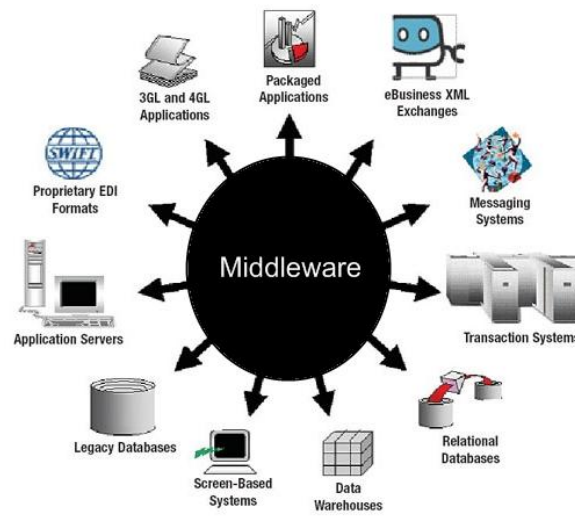 Packaged
Applications
eBusiness XML
Exchanges
Messaging
Systems
Transaction Systems
Relational
Databases
Data
Warehouses
Screen-Based
Systems
Legacy Databases
Application Servers
SWIFT
Proprietary EDI
Formats
3GL and 4GL
Applications
Middleware